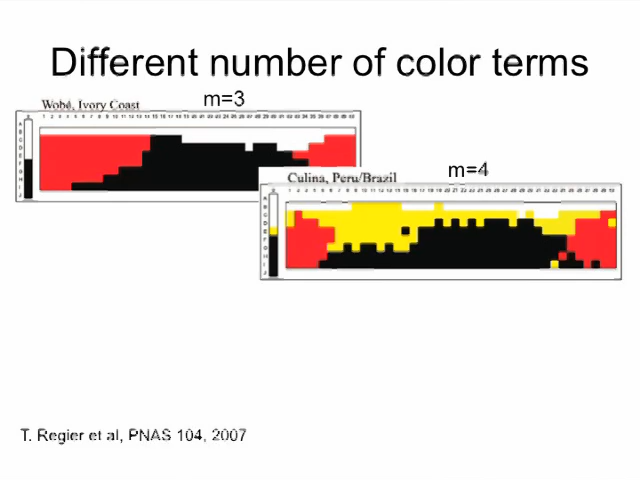 Different number of color terms
m=3
Wobé, Ivory Coast
m=4
Culina, Peru/Brazil
T. Regier et al, PNAS 104, 2007